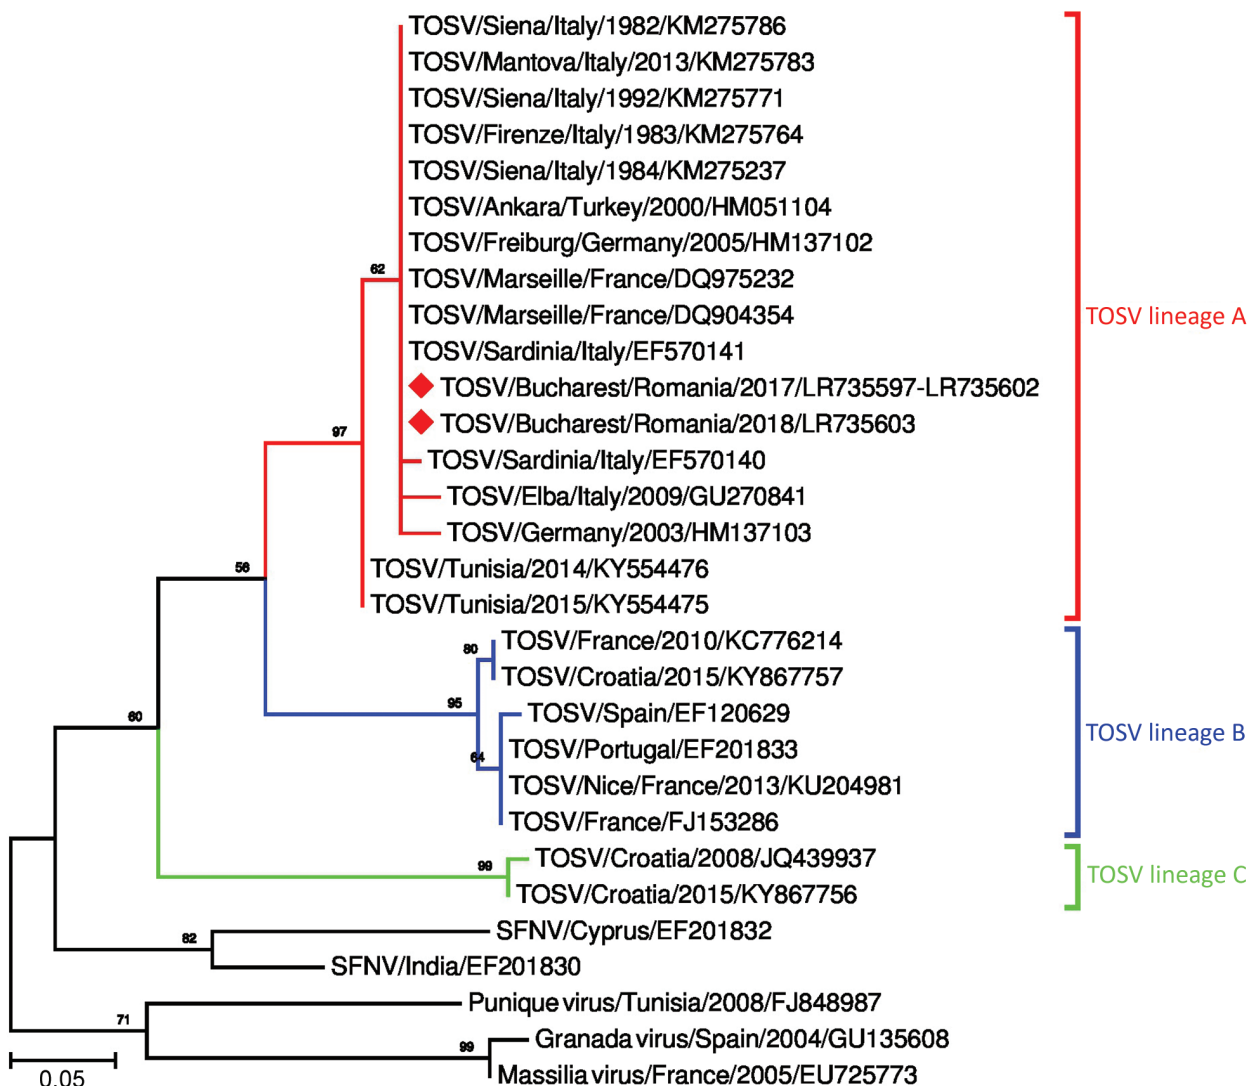 TOSV/Siena/Italy/1982/KM275786
TOSV/Mantova/Italy/2013/KM275783
TOSV/Siena/Italy/1992/KM275771
TOSV/Firenze/Italy/1983/KM275764
TOSV/Siena/Italy/1984/KM275237
TOSV/Ankara/Turkey/2000/HM051104
TOSV/Freiburg/Germany/2005/HM137102
62
TOSV/Marseille/France/DQ975232
TOSV/Marseille/France/DQ904354
TOSV lineage A
TOSV/Sardinia/Italy/EF570141
TOSV/Bucharest/Romania/2017/LR735597-LR735602
TOSV/Bucharest/Romania/2018/LR735603
97
TOSV/Sardinia/Italy/EF570140
TOSV/Elba/Italy/2009/GU270841
TOSV/Germany/2003/HM137103
56
TOSV/Tunisia/2014/KY554476
TOSV/Tunisia/2015/KY554475
TOSV/France/2010/KC776214
80
TOSV/Croatia/2015/KY867757
95
TOSV/Spain/EF120629
60
TOSV lineage B
TOSV/Portugal/EF201833
64
TOSV/Nice/France/2013/KU204981
TOSV/France/FJ153286
TOSV/Croatia/2008/JQ439937
99
TOSV lineage C
TOSV/Croatia/2015/KY867756
SFNV/Cyprus/EF201832
82
SFNV/India/EF201830
Punique virus/Tunisia/2008/FJ848987
71
Granada virus/Spain/2004/GU135608
99
Massilia virus/France/2005/EU725773
0.05